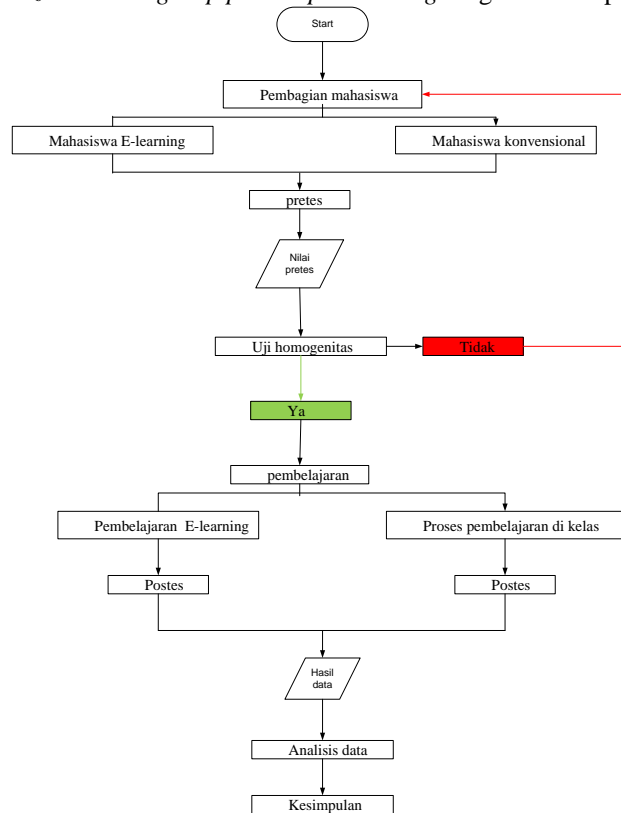 Start
Pembagian mahasiswa
Mahasiswa E-learning
Mahasiswa konvensional
pretes
Nilai
pretes
Uji homogenitas
Tidak
Ya
pembelajaran
Pembelajaran E-learning
Proses pembelajaran di kelas
Postes
Postes
Hasil
data
Analisis data
Kesimpulan